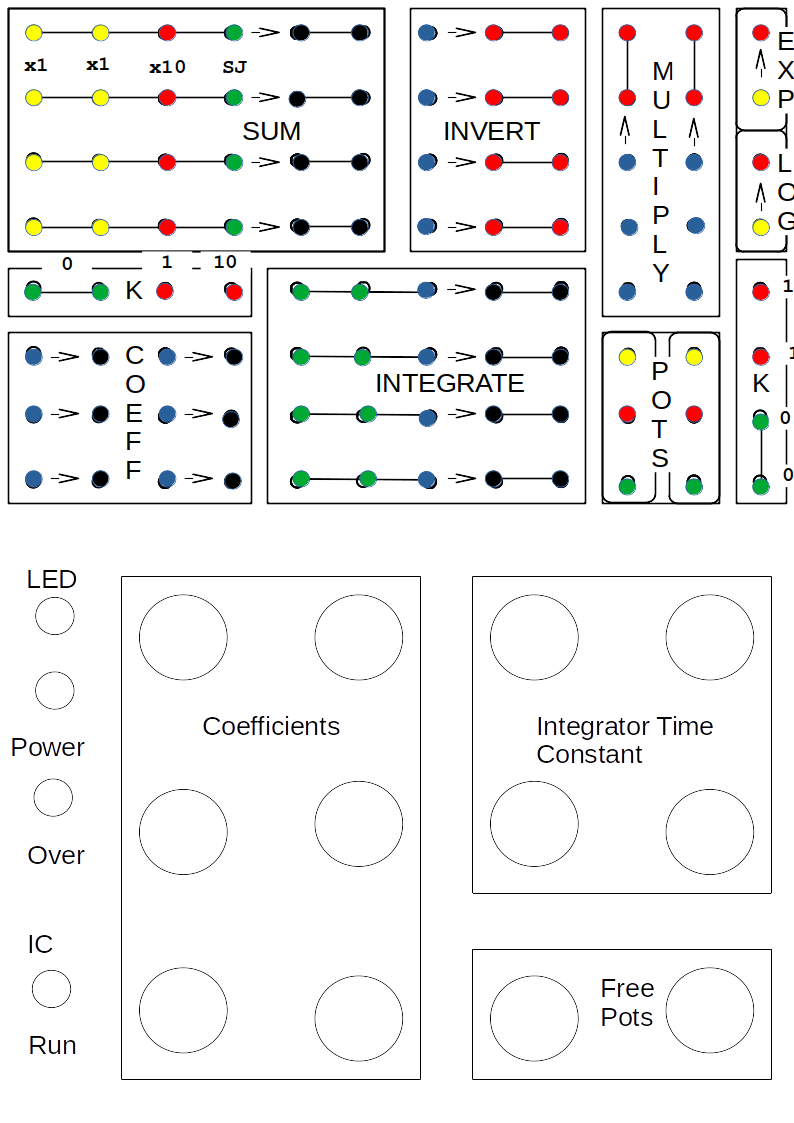 x1 x1 x10 SJ
SUM
INVERT
MULTIPLY
EXP
LOG
0 1 10
K
COEFF
INTEGRATE
POTS
1
1
K
0
0
LED
Power
Over
IC
Run
Coefficients
Integrator Time
Constant
Free
Pots